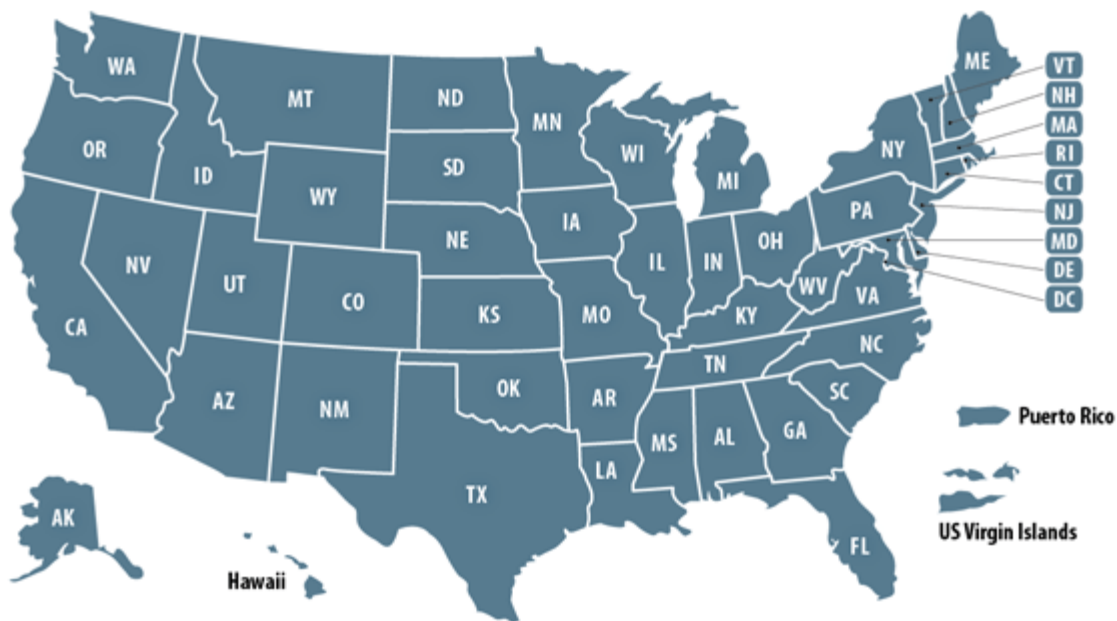 WA
MT
ND
MN
ME
VT
NH
MA
RI
CT
NJ
MD
DE
DC
OR
ID
SD
WI
MI
NY
WY
NE
IA
PA
NV
UT
CO
KS
IL
IN
OH
WV
VA
CA
MO
KY
NC
AZ
NM
OK
AR
TN
SC
MS
AL
GA
Puerto Rico
TX
LA
AK
FL
US Virgin Islands
Hawaii